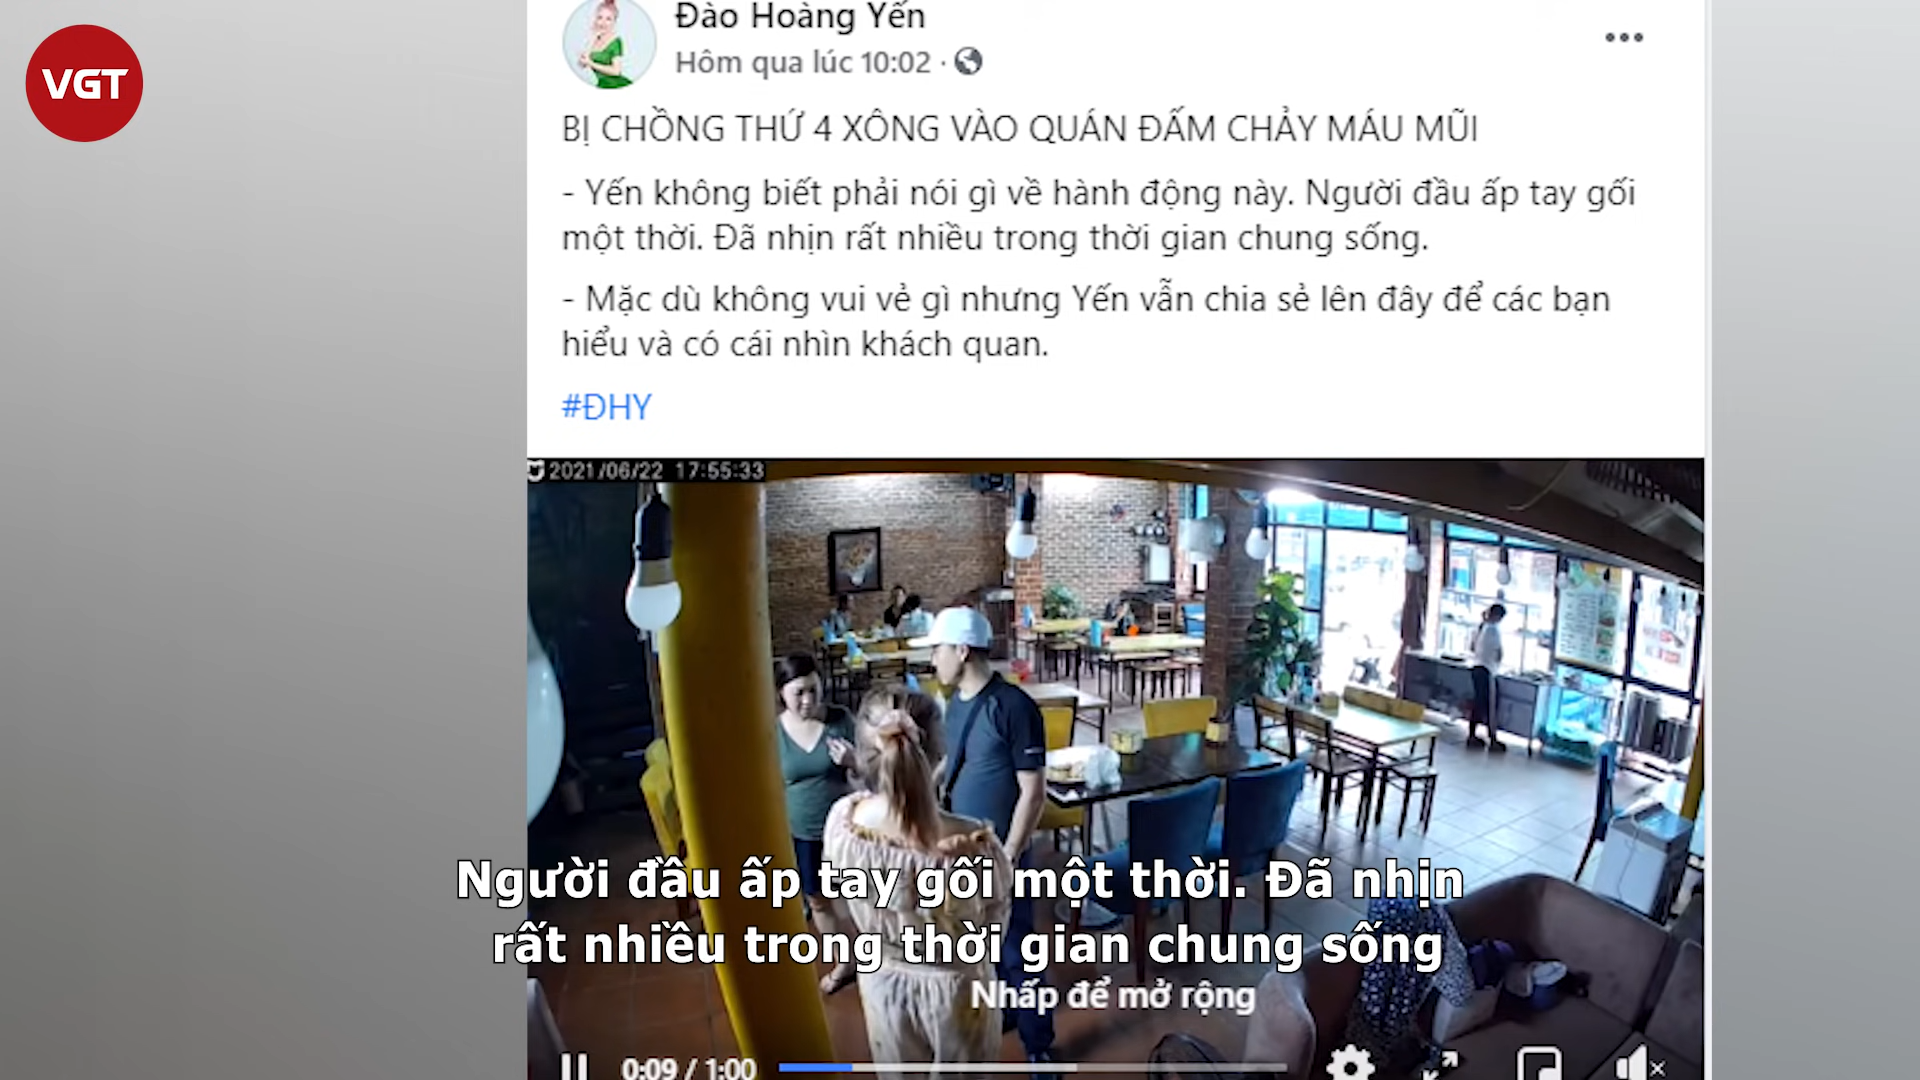 VGT
Đào Hoàng Yến
Hôm qua lúc 10:02 ·
BỊ CHỒNG THỨ 4 XÔNG VÀO QUÁN ĐẤM CHẢY MÁU MŨI
- Yến không biết phải nói gì về hành động này. Người đầu ấp tay gối
một thời. Đã nhịn rất nhiều trong thời gian chung sống.
- Mặc dù không vui vẻ gì nhưng Yến vẫn chia sẻ lên đây để các bạn
hiểu và có cái nhìn khách quan.
#ĐHY
2021/06/22 17:55:33
Người đầu ấp tay gối một thời. Đã nhịn
rất nhiều trong thời gian chung sống
Nhấp để mở rộng
0:09 / 1:00